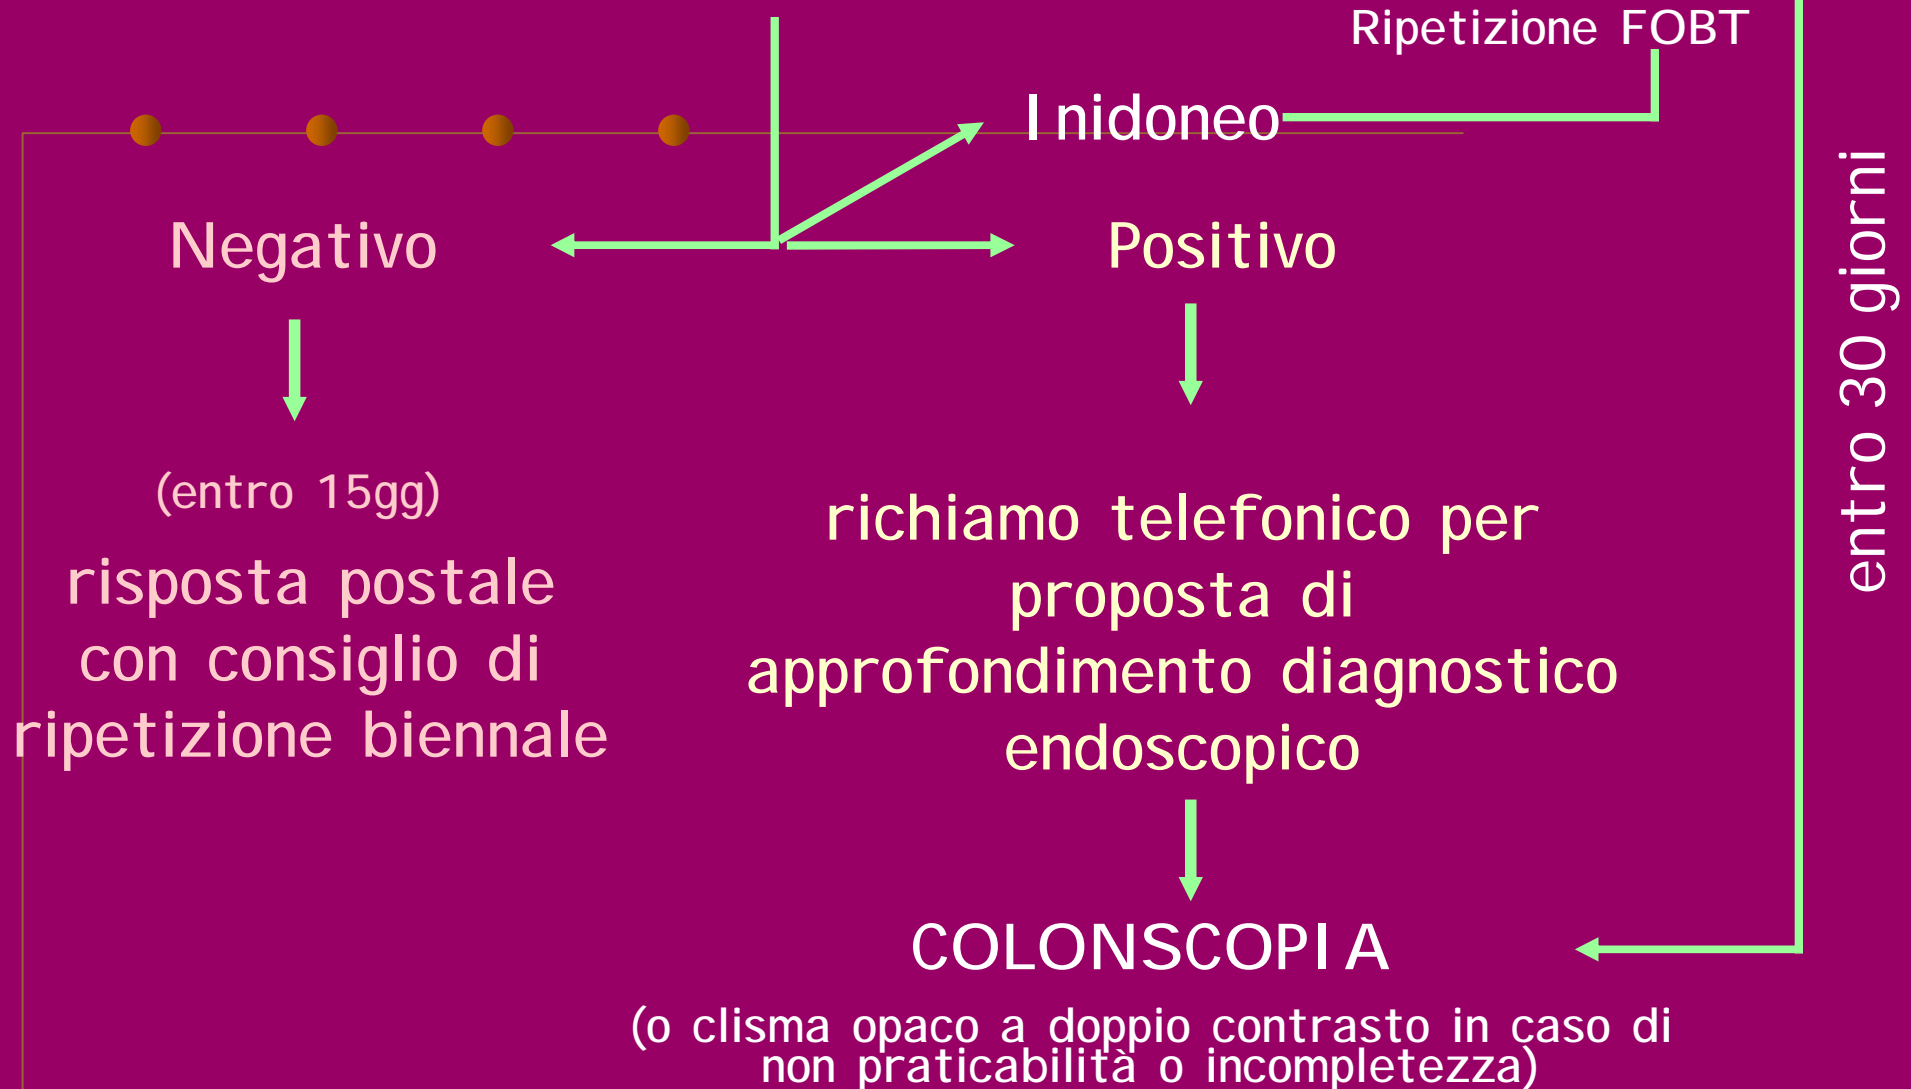 Ripetizione FOBT
Inidoneo
Negativo
Positivo
(entro 15gg)
risposta postale
con consiglio di
ripetizione biennale
richiamo telefonico per
proposta di
approfondimento diagnostico
endoscopico
COLONSCOPIA
(o clisma opaco a doppio contrasto in caso di
non praticabilità o incompletezza)
entro 30 giorni